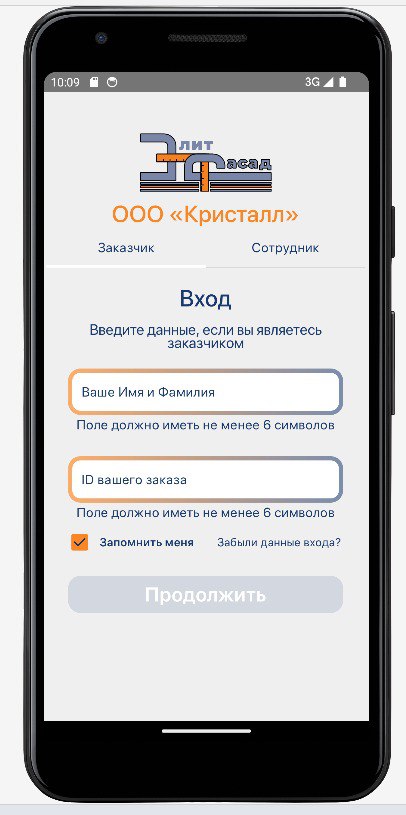 10:09 3G
Элит
Фасад
ООО «Кристалл»
Заказчик Сотрудник
Вход
Введите данные, если вы являетесь
заказчиком
Ваше Имя и Фамилия
Поле должно иметь не менее 6 символов
ID вашего заказа
Поле должно иметь не менее 6 символов
Запомнить меня Забыли данные входа?
Продолжить